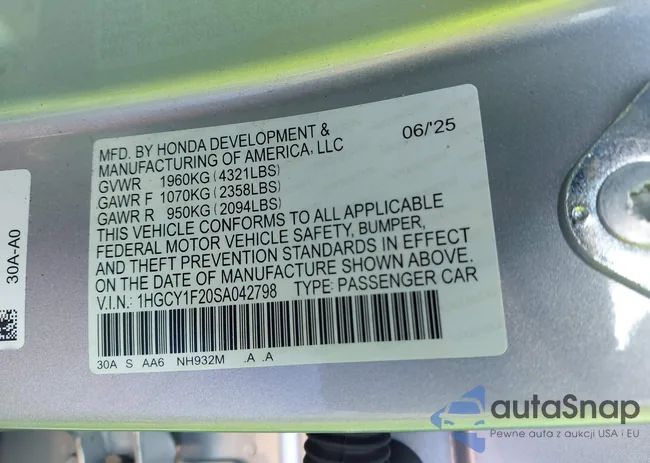 MFD. BY HONDA DEVELOPMENT &
MANUFACTURING OF AMERICA, LLC
06/'25
GVWR 1960KG (4321LBS)
GAWR F 1070KG (2358LBS)
GAWR R 950KG (2094LBS)
THIS VEHICLE CONFORMS TO ALL APPLICABLE
FEDERAL MOTOR VEHICLE SAFETY, BUMPER,
AND THEFT PREVENTION STANDARDS IN EFFECT
ON THE DATE OF MANUFACTURE SHOWN ABOVE.
V.I.N.: 1HGCY1F20SA042798 TYPE: PASSENGER CAR
30A S AA6 NH932M .A .A
30A-A0
autaSnap
Pewne auta z aukcji USA i EU